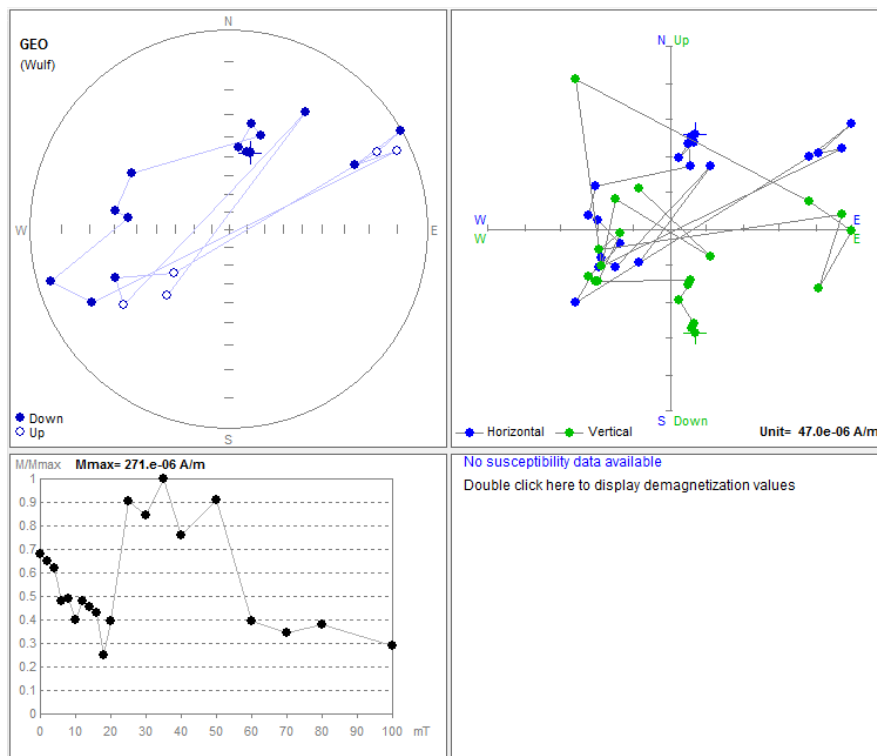 GEO
(Wulf)
N
W
E
S
Down
Up
N Up
W
W
E
E
S Down
Horizontal
Vertical
Unit= 47.0e-06 A/m
M/Mmax
Mmax= 271.e-06 A/m
1
0.9
0.8
0.7
0.6
0.5
0.4
0.3
0.2
0.1
0
0 10 20 30 40 50 60 70 80 90 100 mT
No susceptibility data available
Double click here to display demagnetization values